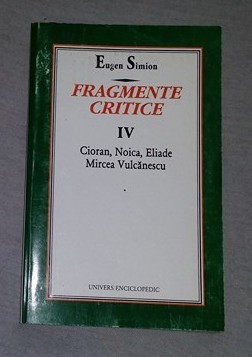 Eugen Simion
FRAGMENTE
CRITICE
IV
Cioran, Noica, Eliade
Mircea Vulcănescu
UNIVERS ENCICLOPEDIC